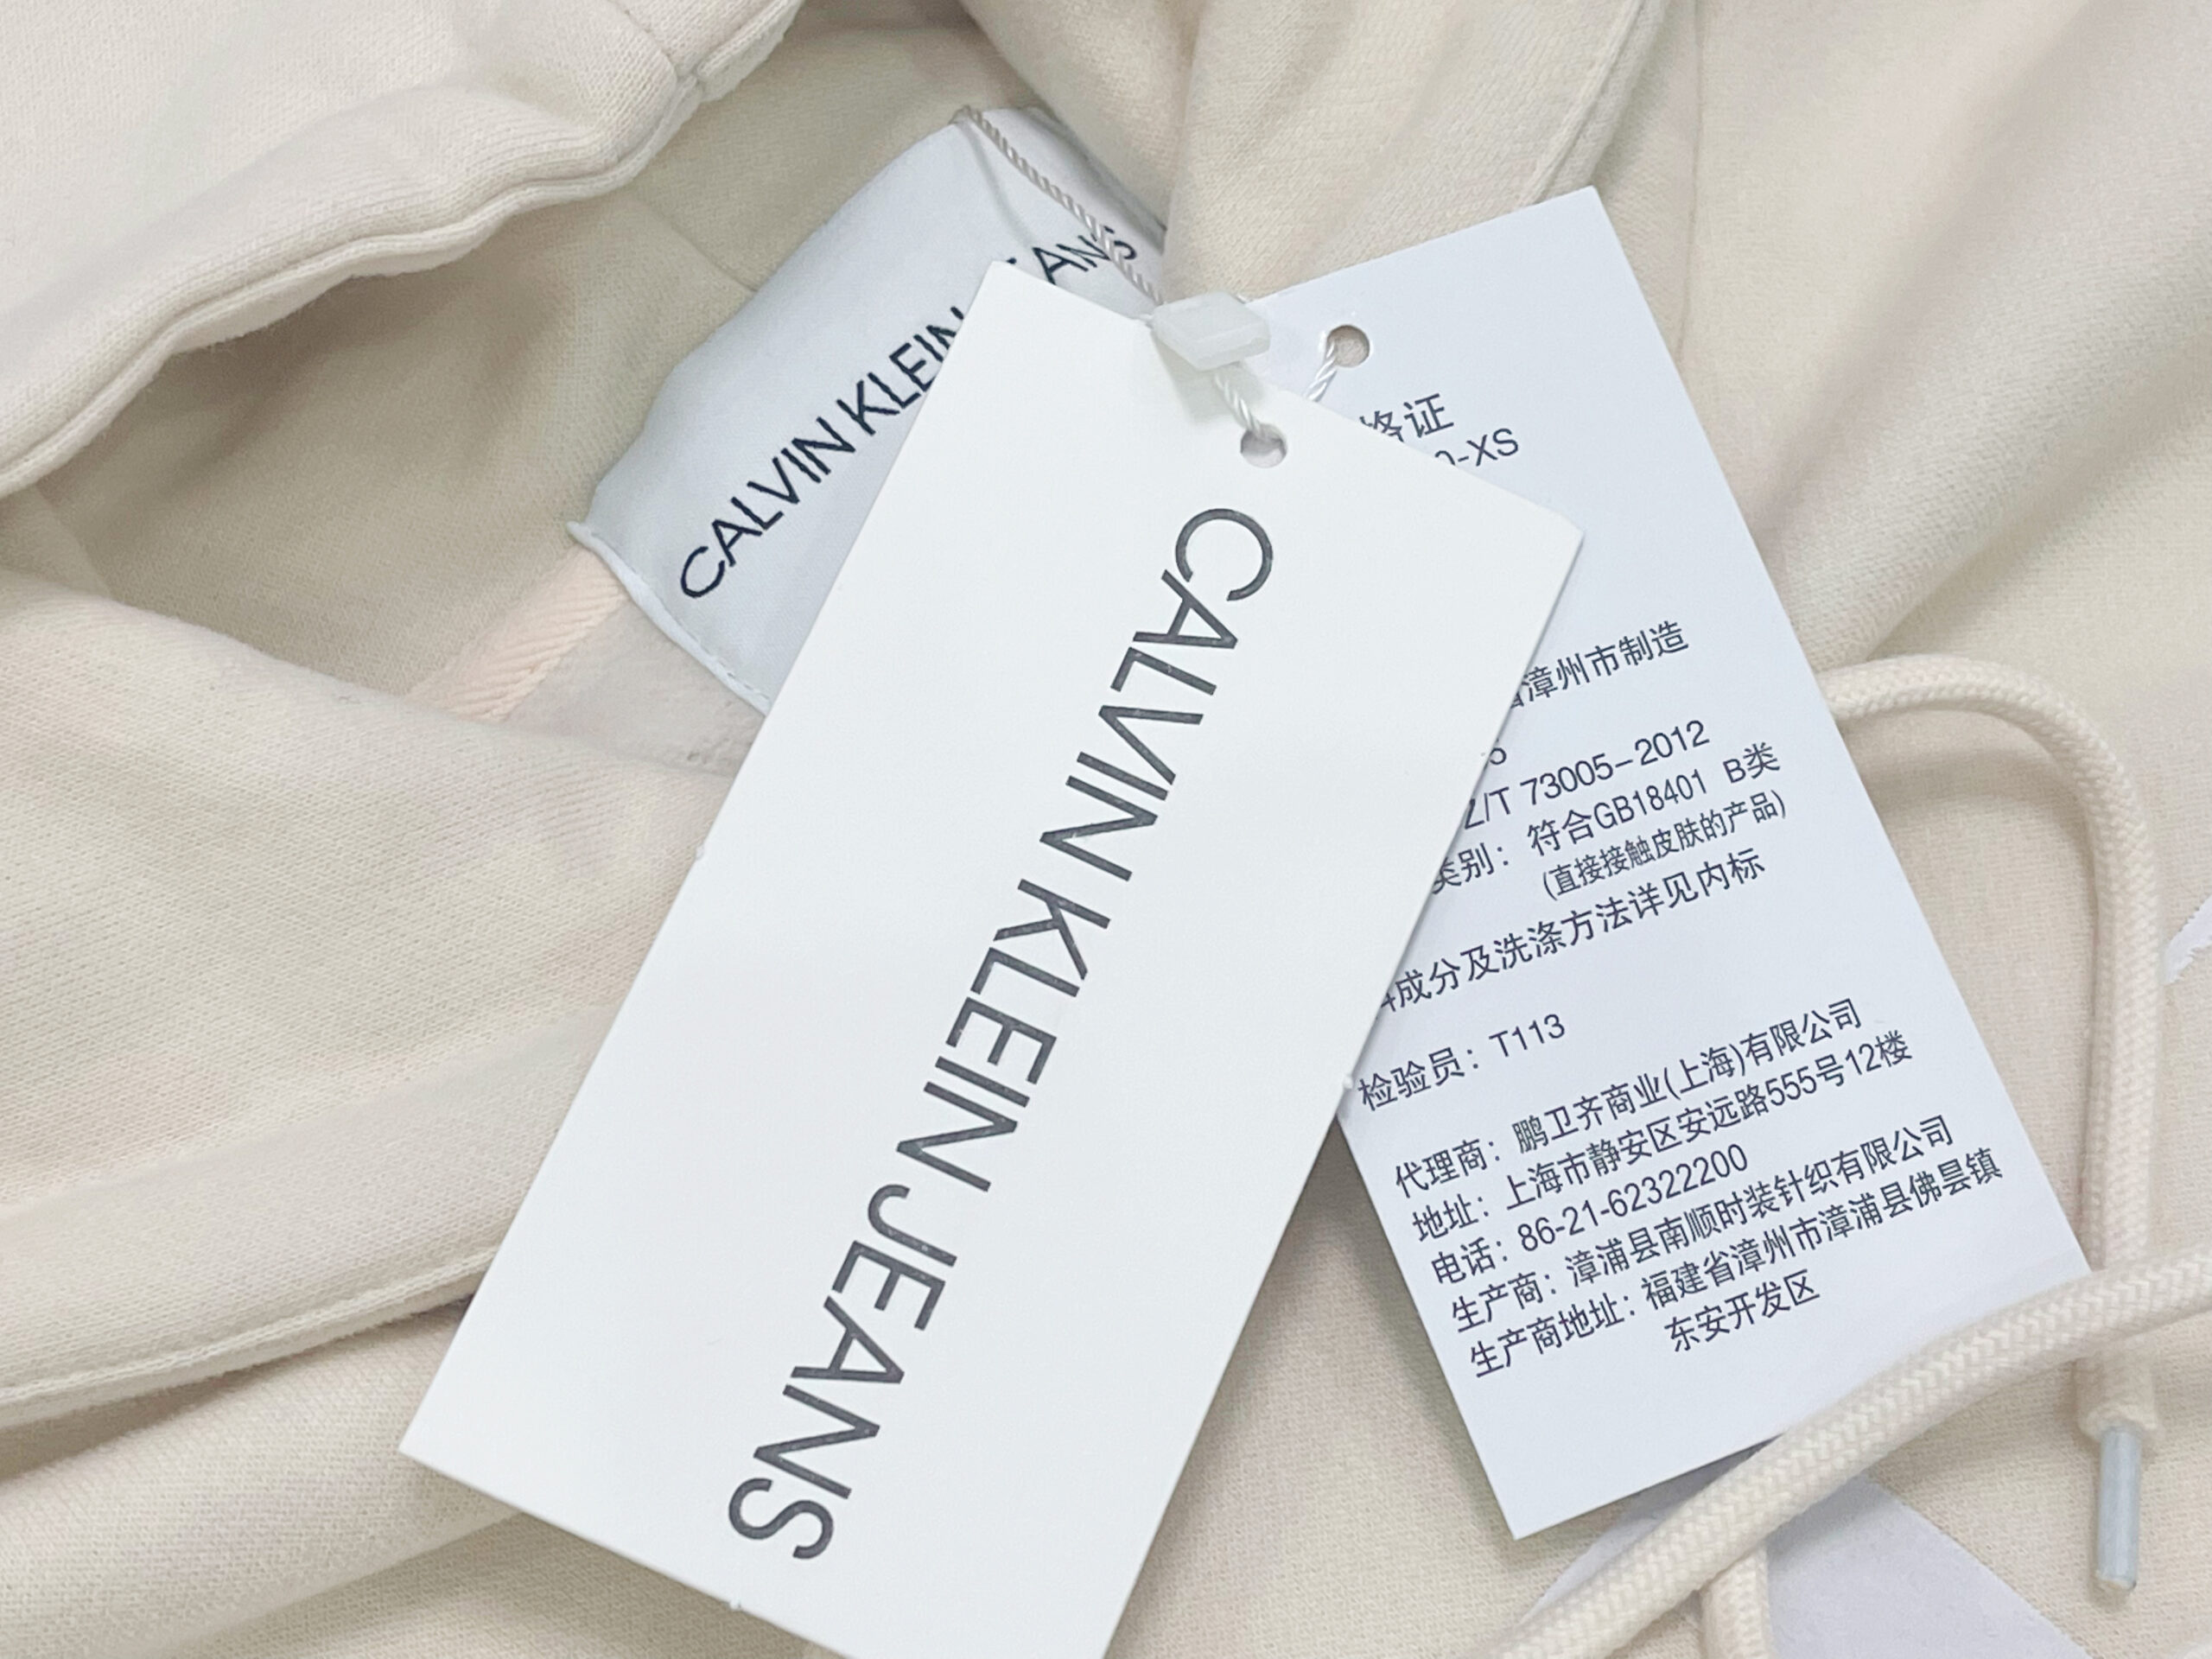 CALVIN KLEIN JEANS
CALVIN KLEIN JEANS
格证
0-XS
漳州市制造
Z/T 73005-2012
类别： 符合GB18401 B类
(直接接触皮肤的产品)
成分及洗涤方法详见内标
检验员：T113
代理商：鹏卫齐商业(上海)有限公司
地址：上海市静安区安远路555号12楼
电话：86-21-62322200
生产商：漳浦县南顺时装针织有限公司
生产商地址：福建省漳州市漳浦县佛昙镇
东安开发区